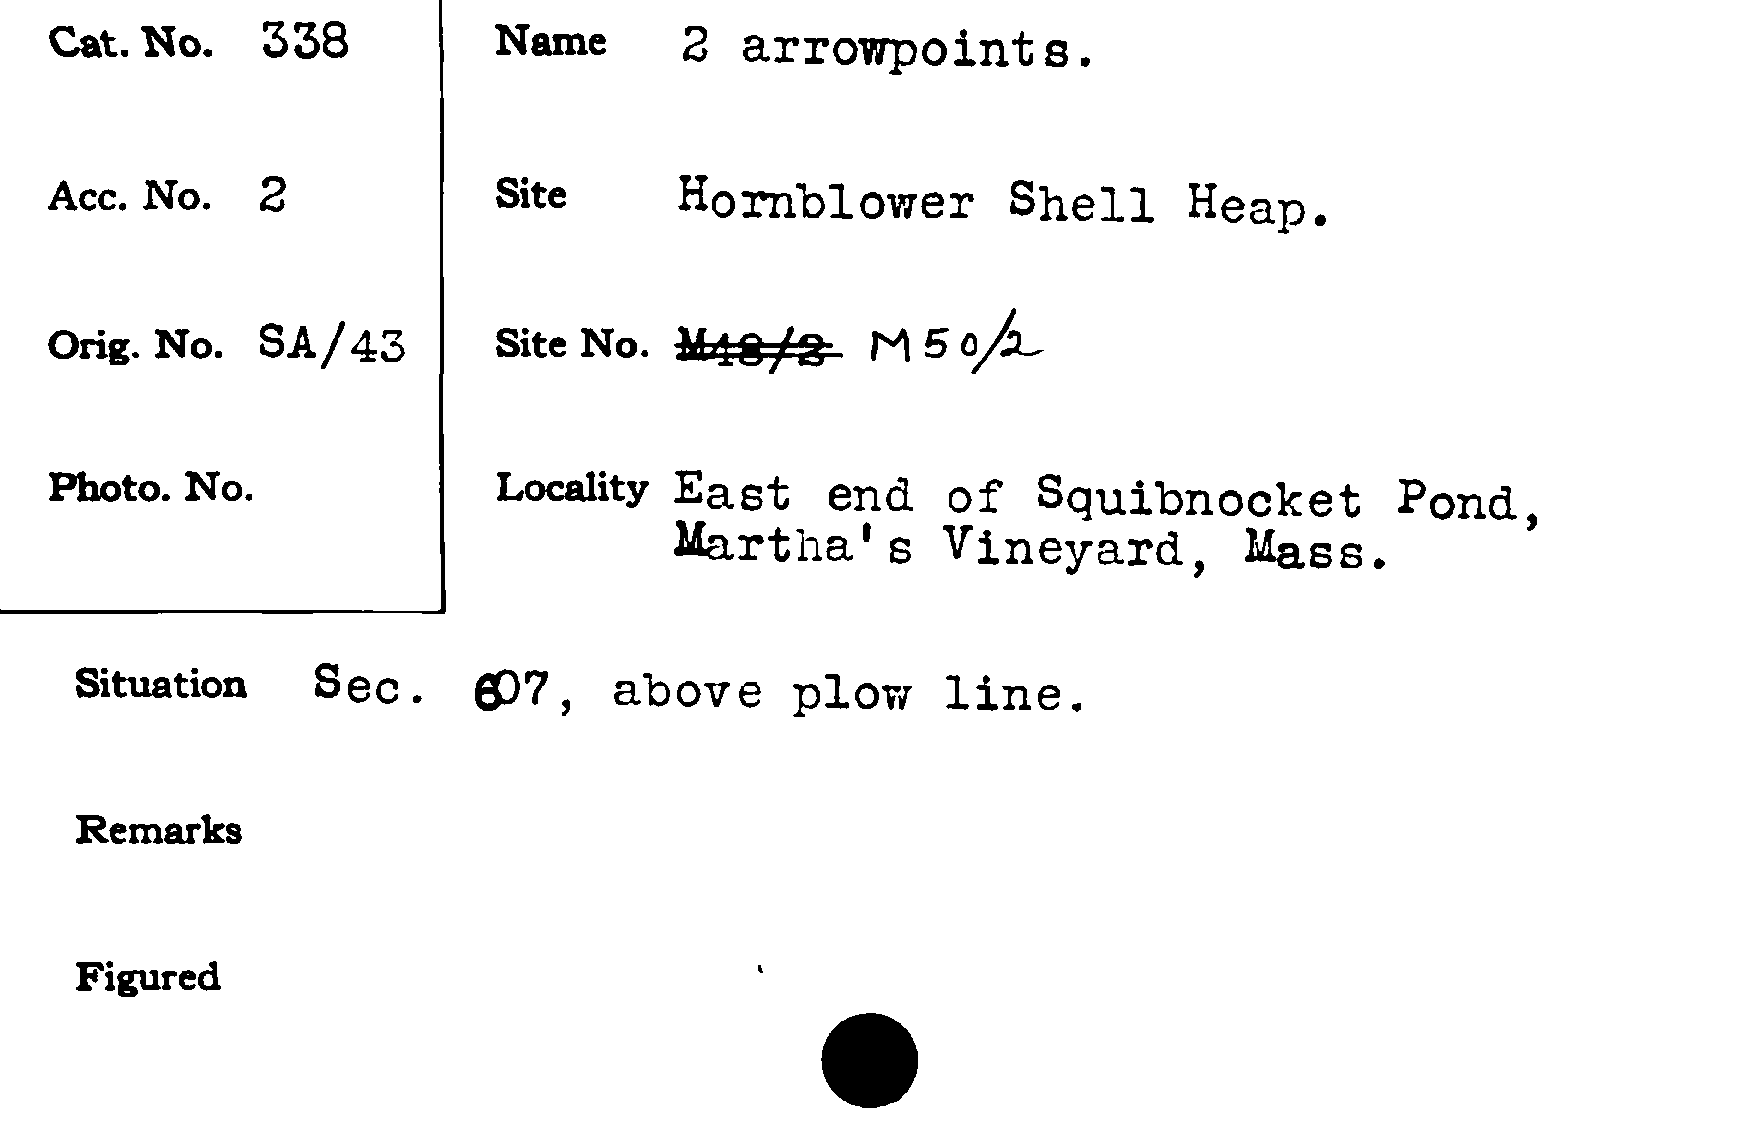 Cat. No. 338
Name 2 arrowpoints.
Acc. No. 2
Site Hornblower Shell Heap.
Orig. No. SA/43
Site No. M48/2 M50/2
Photo. No.
Locality East end of Squibnocket Pond,
Martha's Vineyard, Mass.
Situation Sec. 607, above plow line.
Remarks
Figured